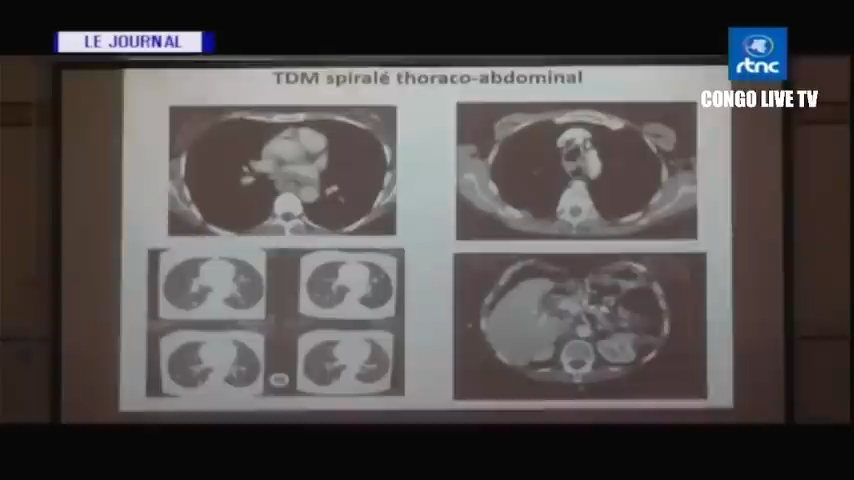 LE JOURNAL
rtnc
CONGO LIVE TV
TDM spiralé thoraco-abdominal